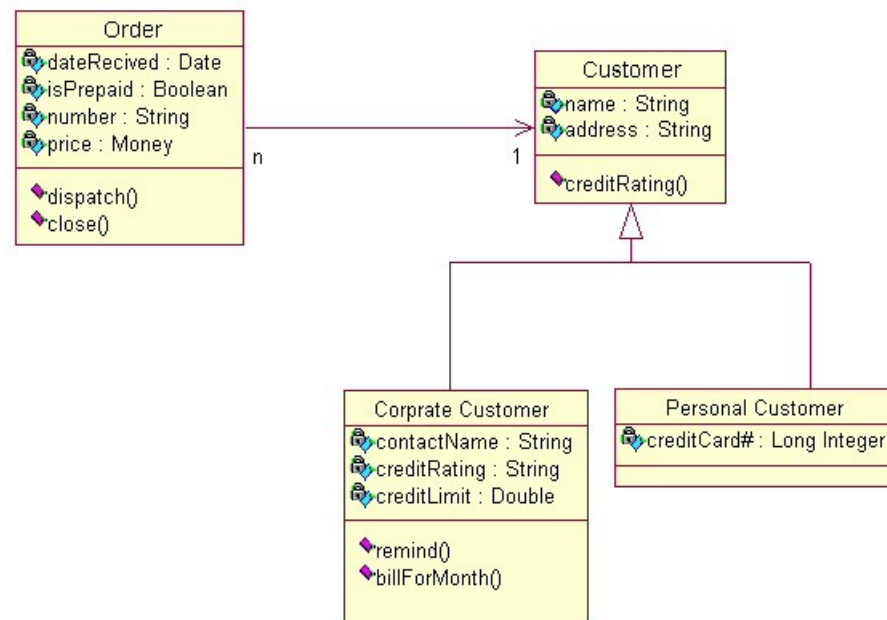 Order
dateRecived : Date
isPrepaid : Boolean
number : String
price : Money
dispatch()
close()
n
1
Customer
name : String
address : String
creditRating()
Corprate Customer
contactName : String
creditRating : String
creditLimit : Double
remind()
billForMonth()
Personal Customer
creditCard# : Long Integer